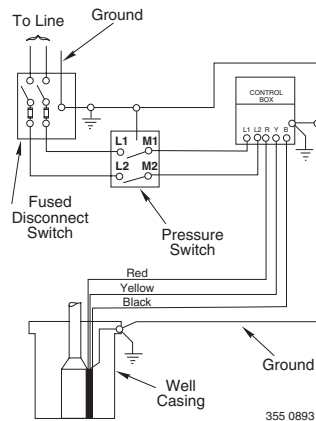 To Line
Ground
CONTROL
BOX
L1 L2 R Y B
L1 M1
L2 M2
Fused
Disconnect
Switch
Pressure
Switch
Red
Yellow
Black
Ground
Well
Casing
355 0893